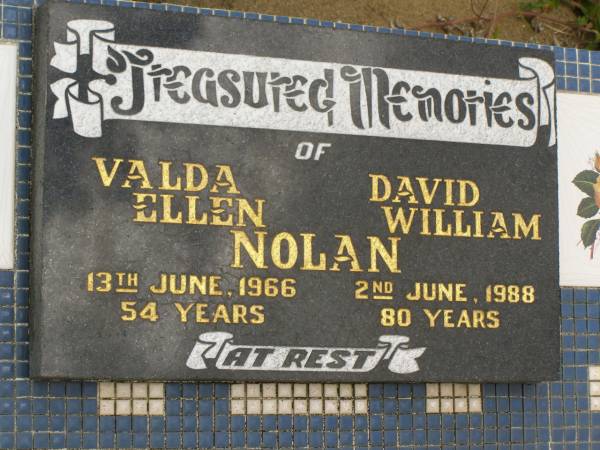 Treasured Memories
OF
VALDA
ELLEN
DAVID
WILLIAM
NOLAN
13TH JUNE, 1966
54 YEARS
2ND JUNE, 1988
80 YEARS
AT REST